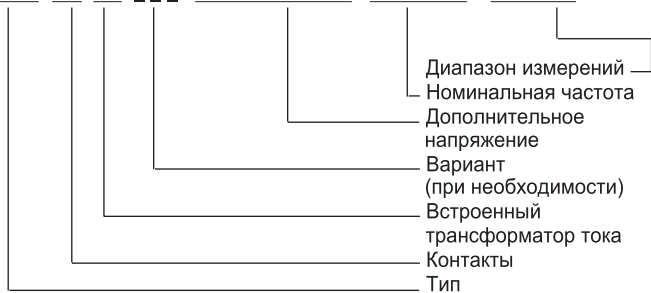 Диапазон измерений
Номинальная частота
Дополнительное
напряжение
Вариант
(при необходимости)
Встроенный
трансформатор тока
Контакты
Тип